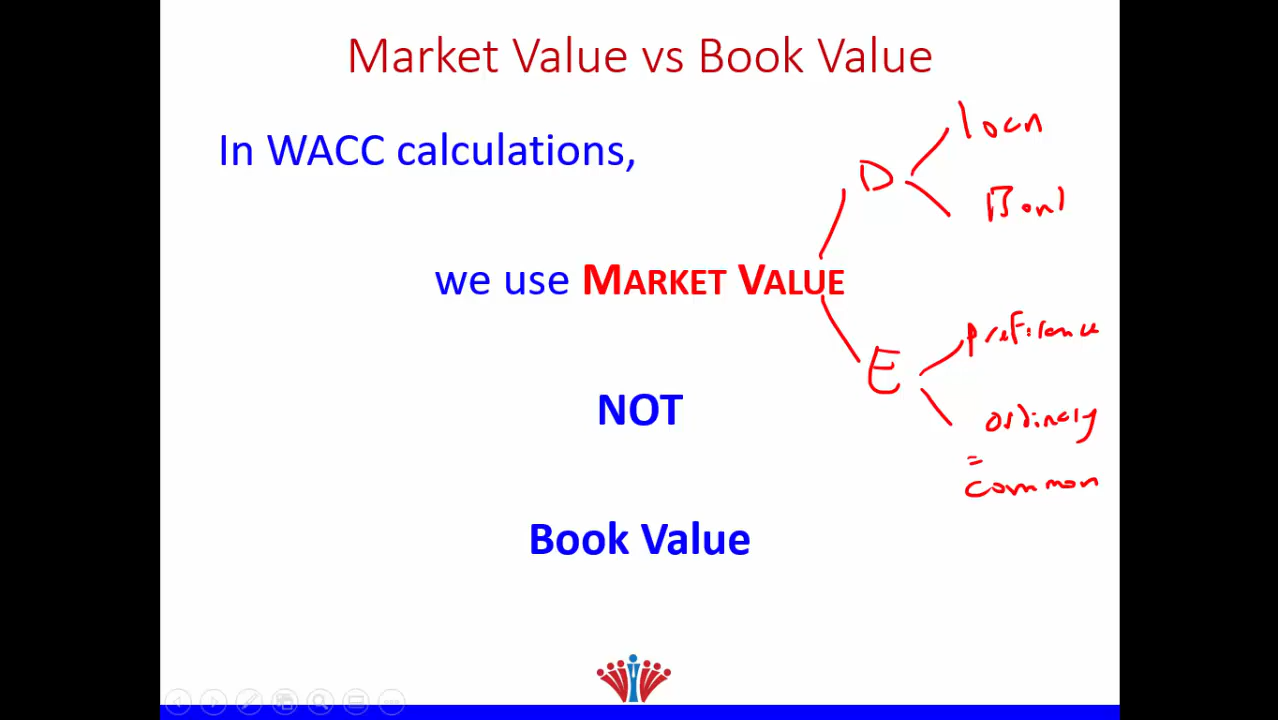 Market Value vs Book Value
In WACC calculations,
we use MARKET VALUE
NOT
Book Value
D
loan
Bond
E
preference
ordinary
=
common